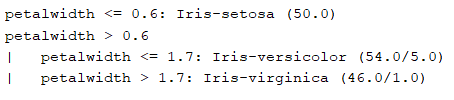 petalwidth <= 0.6: Iris-setosa (50.0)
petalwidth > 0.6
|   petalwidth <= 1.7: Iris-versicolor (54.0/5.0)
|   petalwidth > 1.7: Iris-virginica (46.0/1.0)